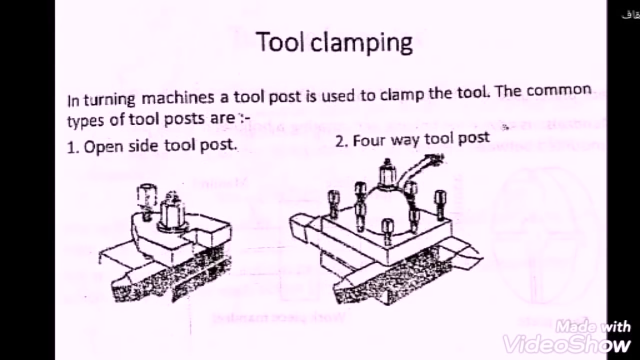 Tool clamping
In turning machines a tool post is used to clamp the tool. The common
types of tool posts are :-
1. Open side tool post.
2. Four way tool post
Made with
VideoShow